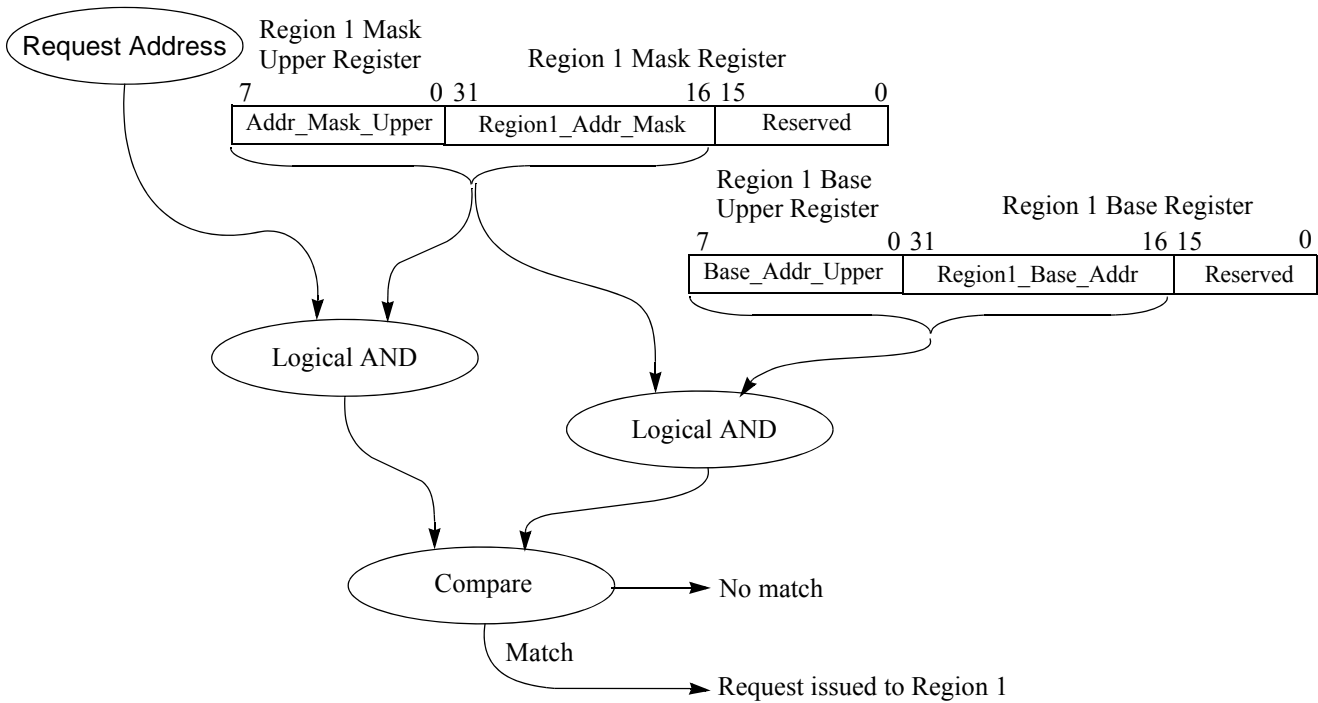 Request Address
Region 1 Mask
Upper Register
Region 1 Mask Register
7 0 31 16 15 0
Addr_Mask_Upper Region1_Addr_Mask Reserved
Region 1 Base
Upper Register
Region 1 Base Register
7 0 31 16 15 0
Base_Addr_Upper Region1_Base_Addr Reserved
Logical AND
Logical AND
Compare
No match
Match
Request issued to Region 1